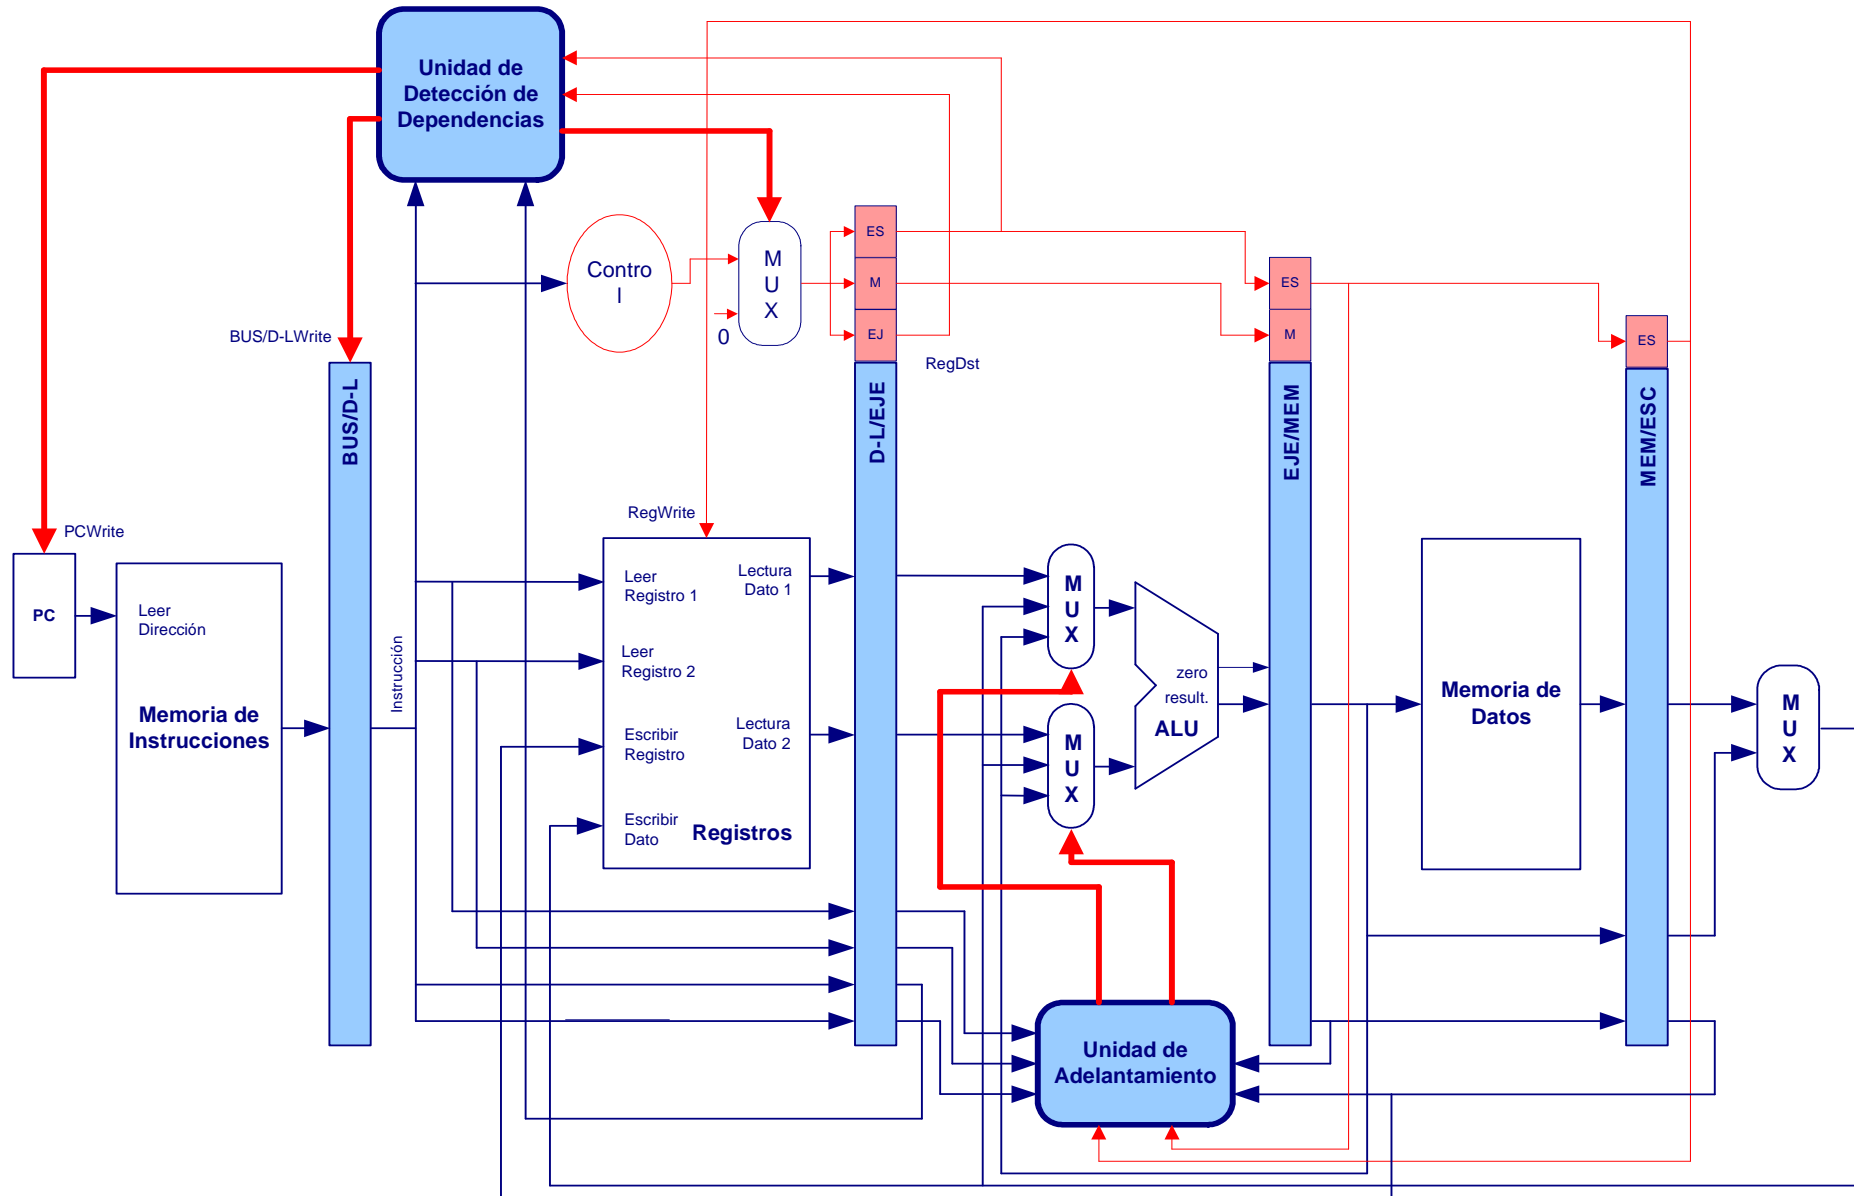 Unidad de
Detección de
Dependencias
Contro
l
M
U
X
0
ES
M
EJ
ES
M
ES
BUS/D-LWrite
RegDst
BUS/D-L
D-L/EJE
EJE/MEM
MEM/ESC
PCWrite
RegWrite
PC
Leer
Dirección
Memoria de
Instrucciones
Instrucción
Leer
Registro 1
Lectura
Dato 1
Leer
Registro 2
Escribir
Registro
Lectura
Dato 2
Escribir
Dato
Registros
M
U
X
M
U
X
zero
result.
ALU
Memoria de
Datos
M
U
X
Unidad de
Adelantamiento